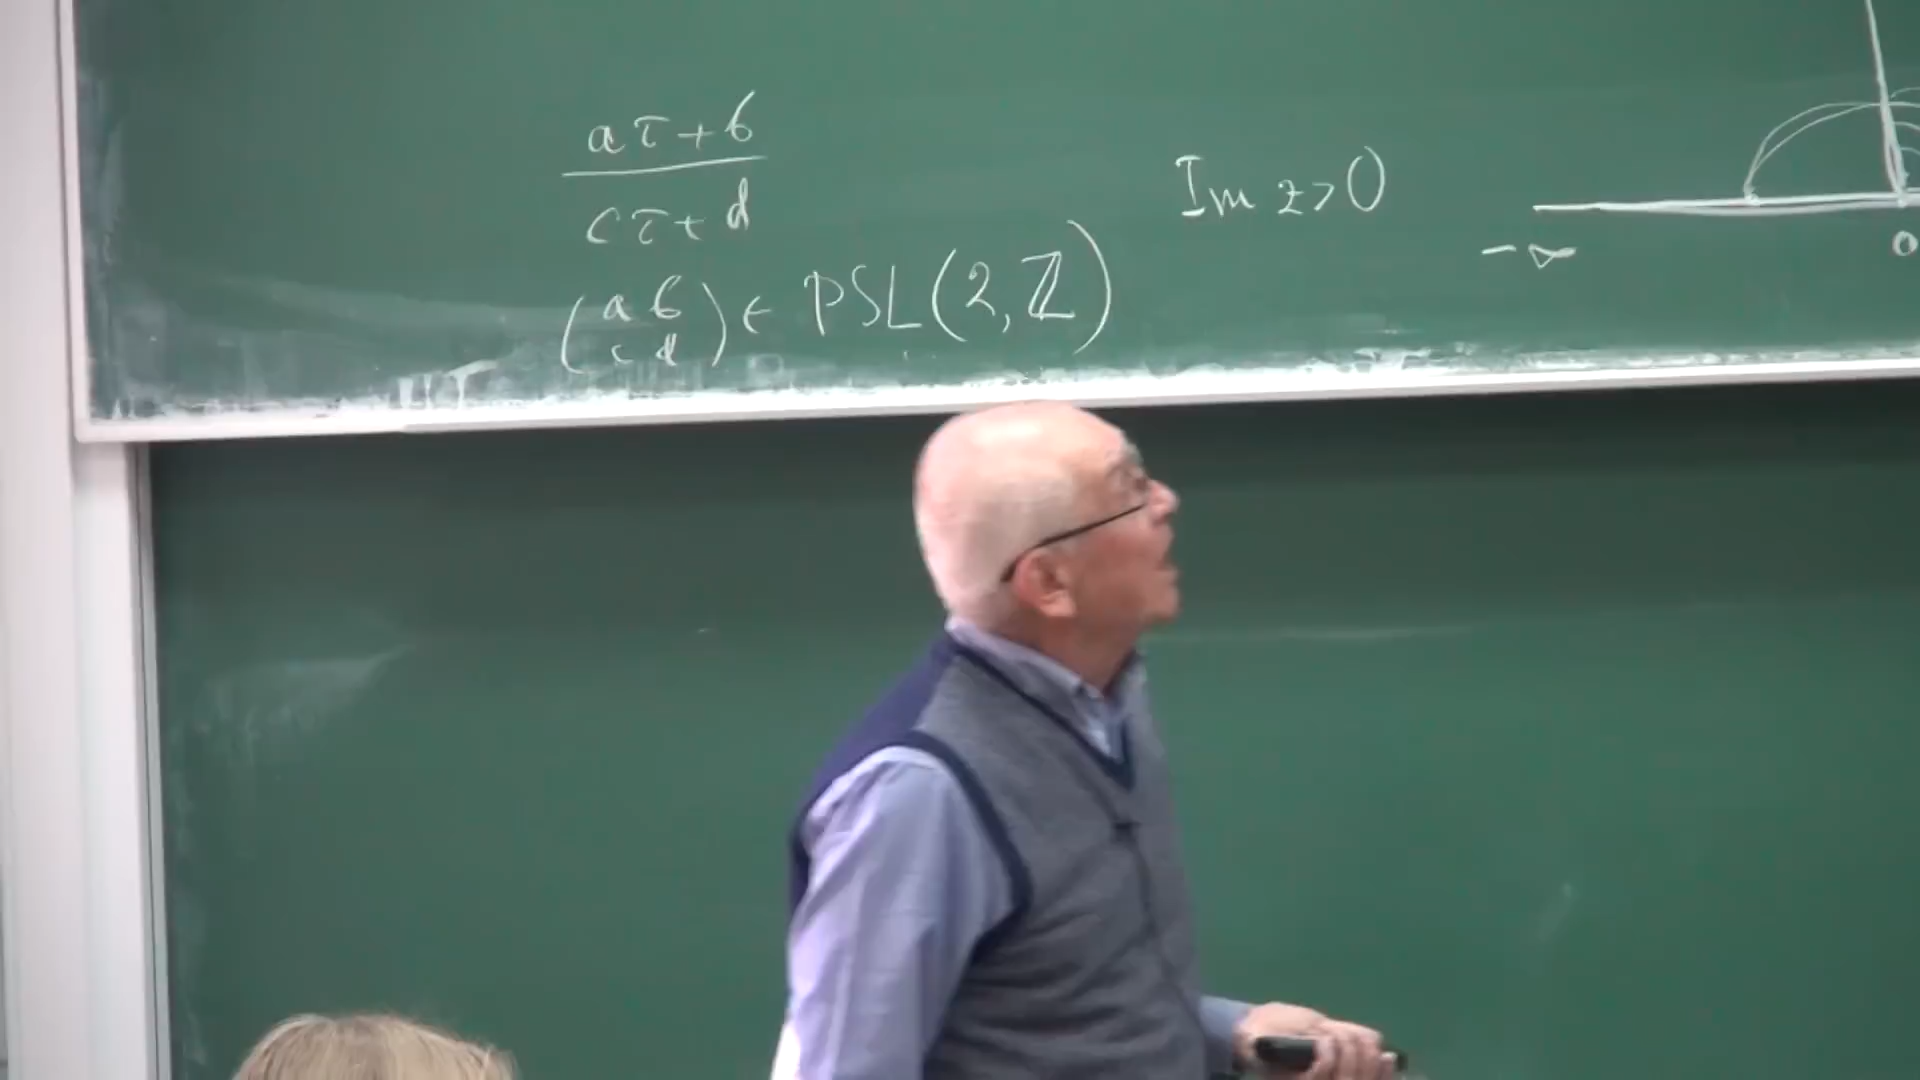 aτ+b
cτ+d
(a b
c d) ∈ PSL(2,ℤ)
Im z>0
-∞
0